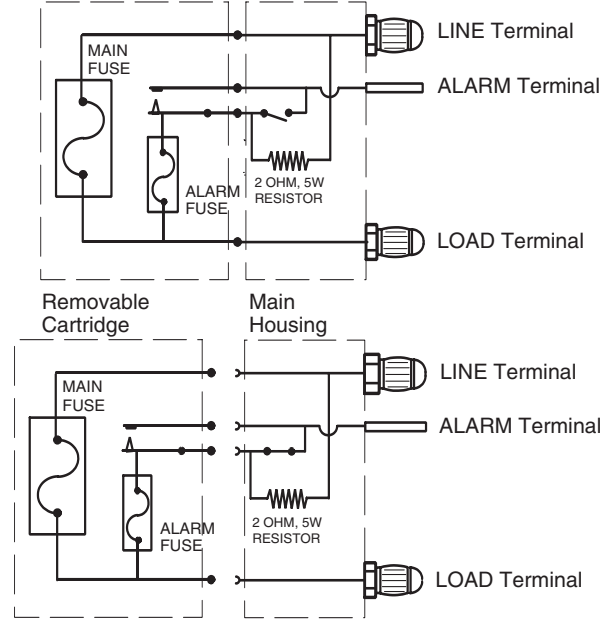 LINE Terminal
MAIN
FUSE
ALARM Terminal
ALARM
FUSE
2 OHM, 5W
RESISTOR
LOAD Terminal
Removable
Cartridge
Main
Housing
LINE Terminal
MAIN
FUSE
ALARM Terminal
2 OHM, 5W
RESISTOR
ALARM
FUSE
LOAD Terminal